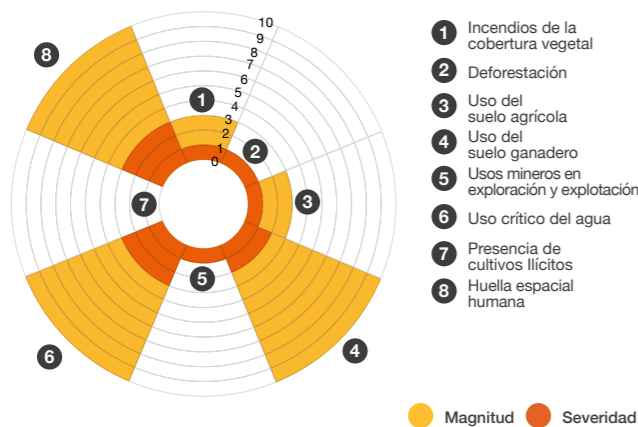 10
9
8
7
6
5
4
3
2
1
0
8
1
2
3
7
5
6
4
1 Incendios de la
cobertura vegetal
2 Deforestación
3 Uso del
suelo agrícola
4 Uso del
suelo ganadero
5 Usos mineros en
exploración y explotación
6 Uso crítico del agua
7 Presencia de
cultivos Ilícitos
8 Huella espacial
humana
Magnitud Severidad